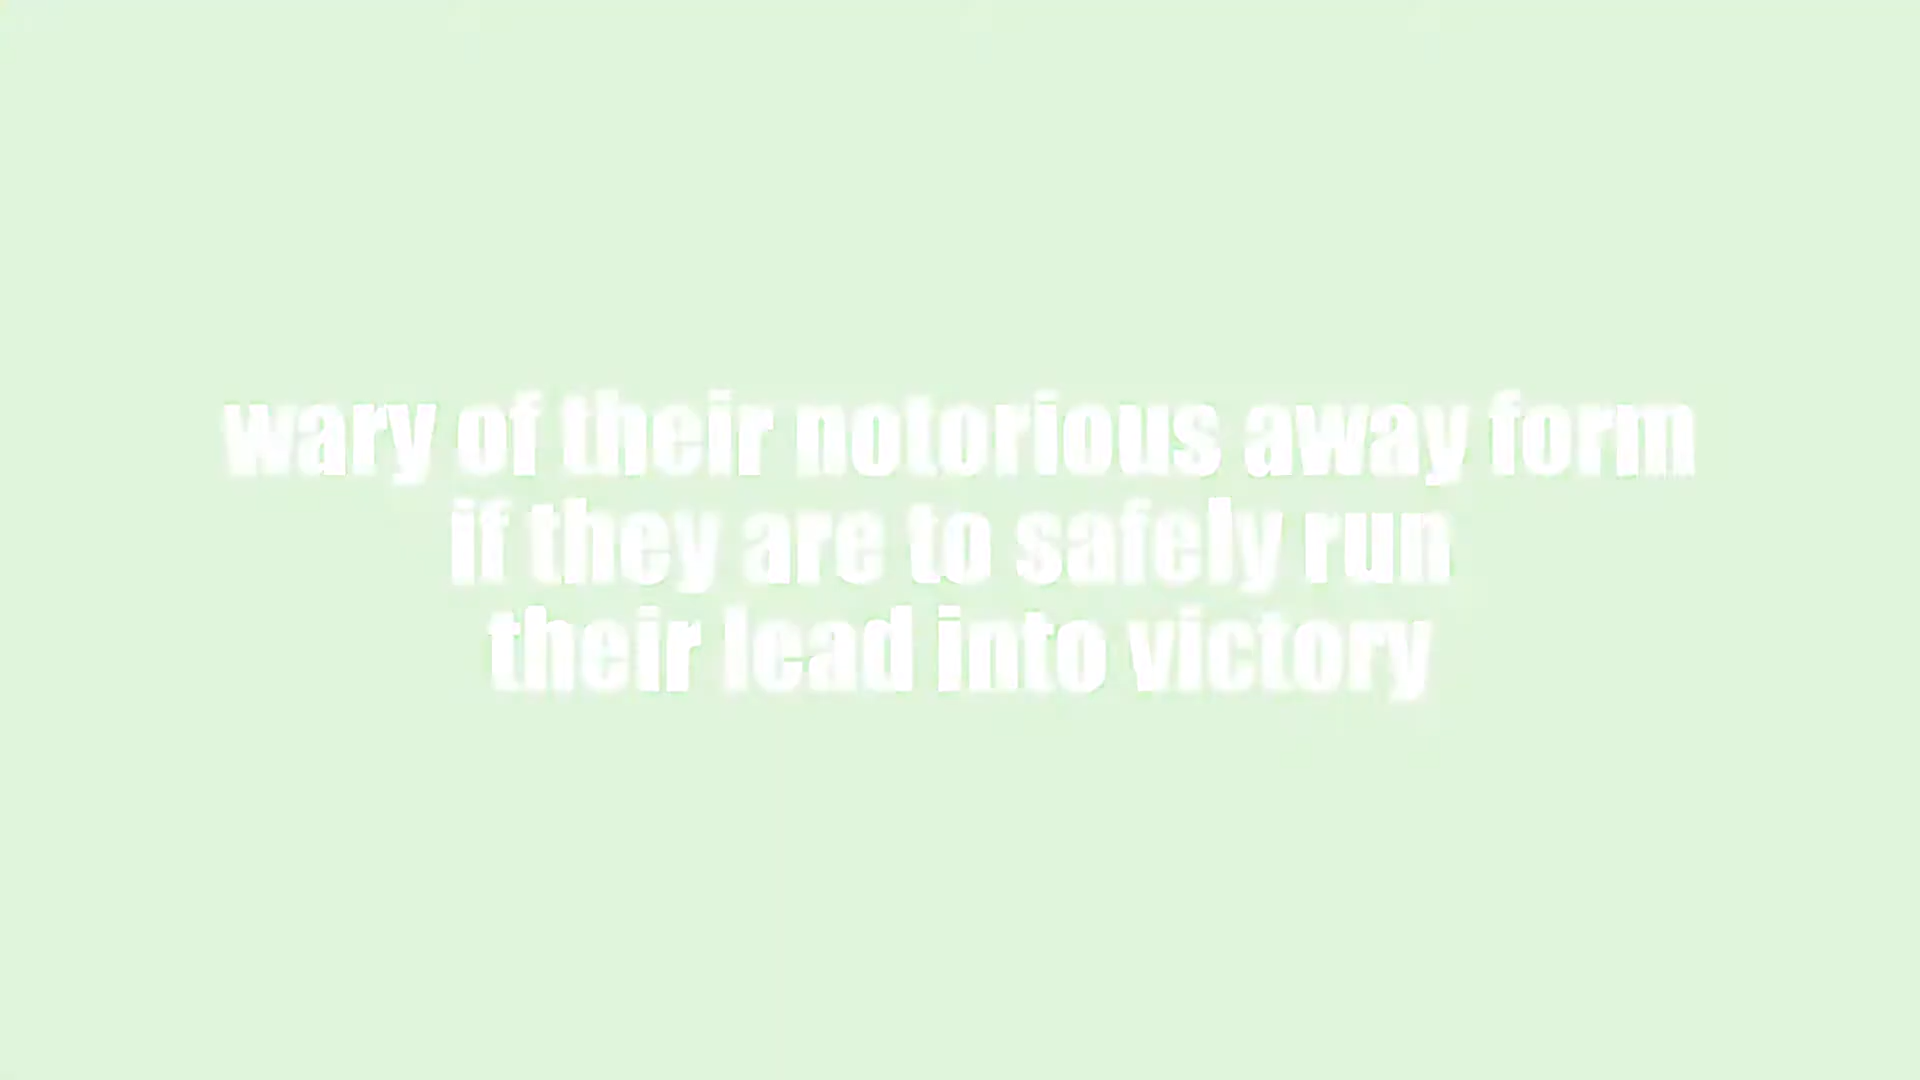 wary of their notorious away form
if they are to safely run
their lead into victory